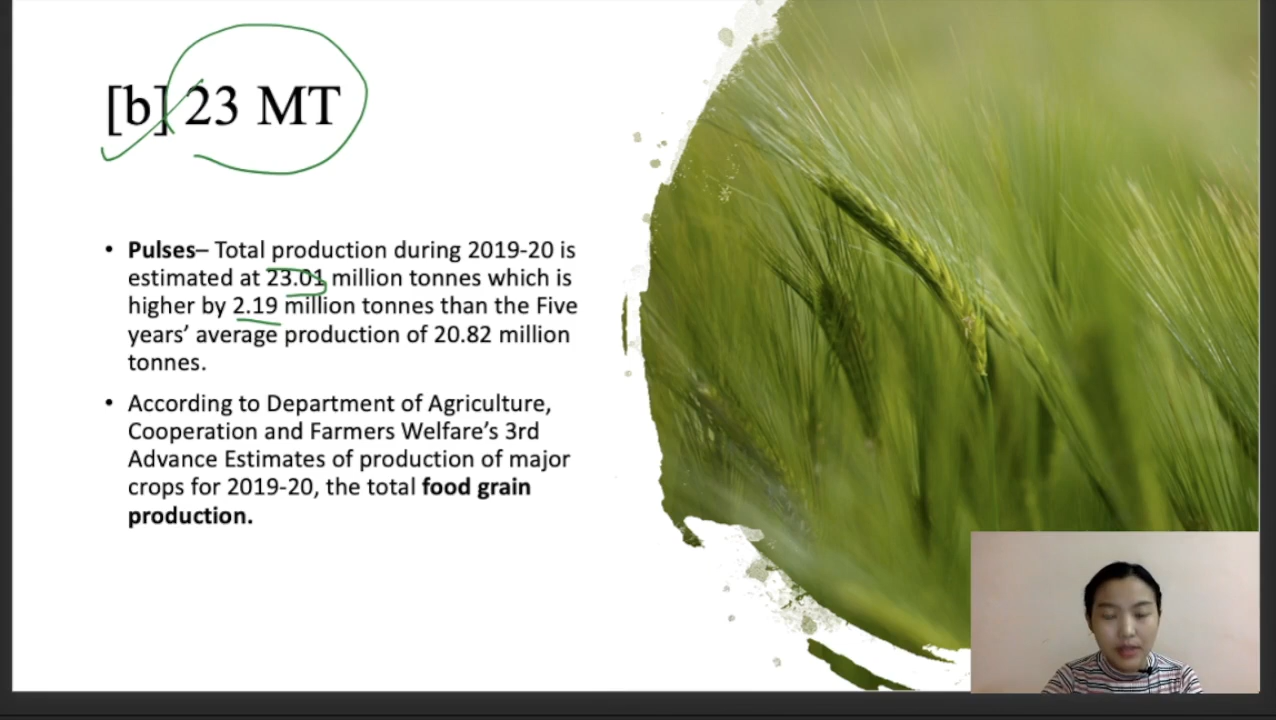 [b] 23 MT
• Pulses– Total production during 2019-20 is
estimated at 23.01 million tonnes which is
higher by 2.19 million tonnes than the Five
years’ average production of 20.82 million
tonnes.
• According to Department of Agriculture,
Cooperation and Farmers Welfare’s 3rd
Advance Estimates of production of major
crops for 2019-20, the total food grain
production.